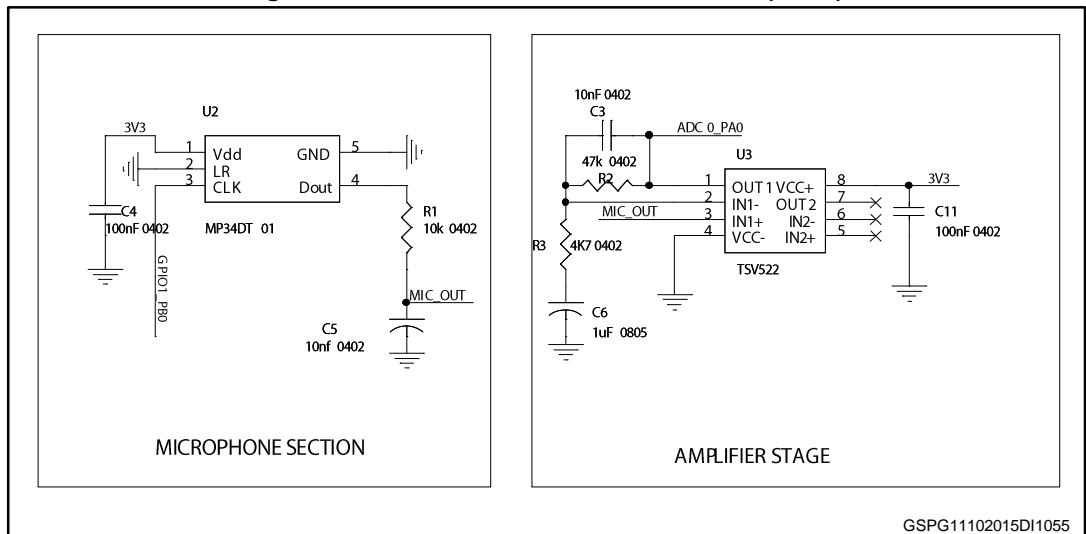 U2
3V3
1
2
3
Vdd
LR
CLK
GND
Dout
5
4
C4
100nF 0402
MP34DT 01
GPIO1_PB0
R1
10k 0402
MIC_OUT
C5
10nf 0402
MICROPHONE SECTION
10nF 0402
C3
ADC 0_PA0
47k 0402
R2
U3
1
2
3
4
OUT 1
IN1-
IN1+
VCC-
VCC+
OUT 2
IN2-
IN2+
8
7
6
5
3V3
MIC_OUT
C11
100nF 0402
R3
4K7 0402
TSV522
C6
1uF 0805
AMPLIFIER STAGE
GSPG11102015DI1055